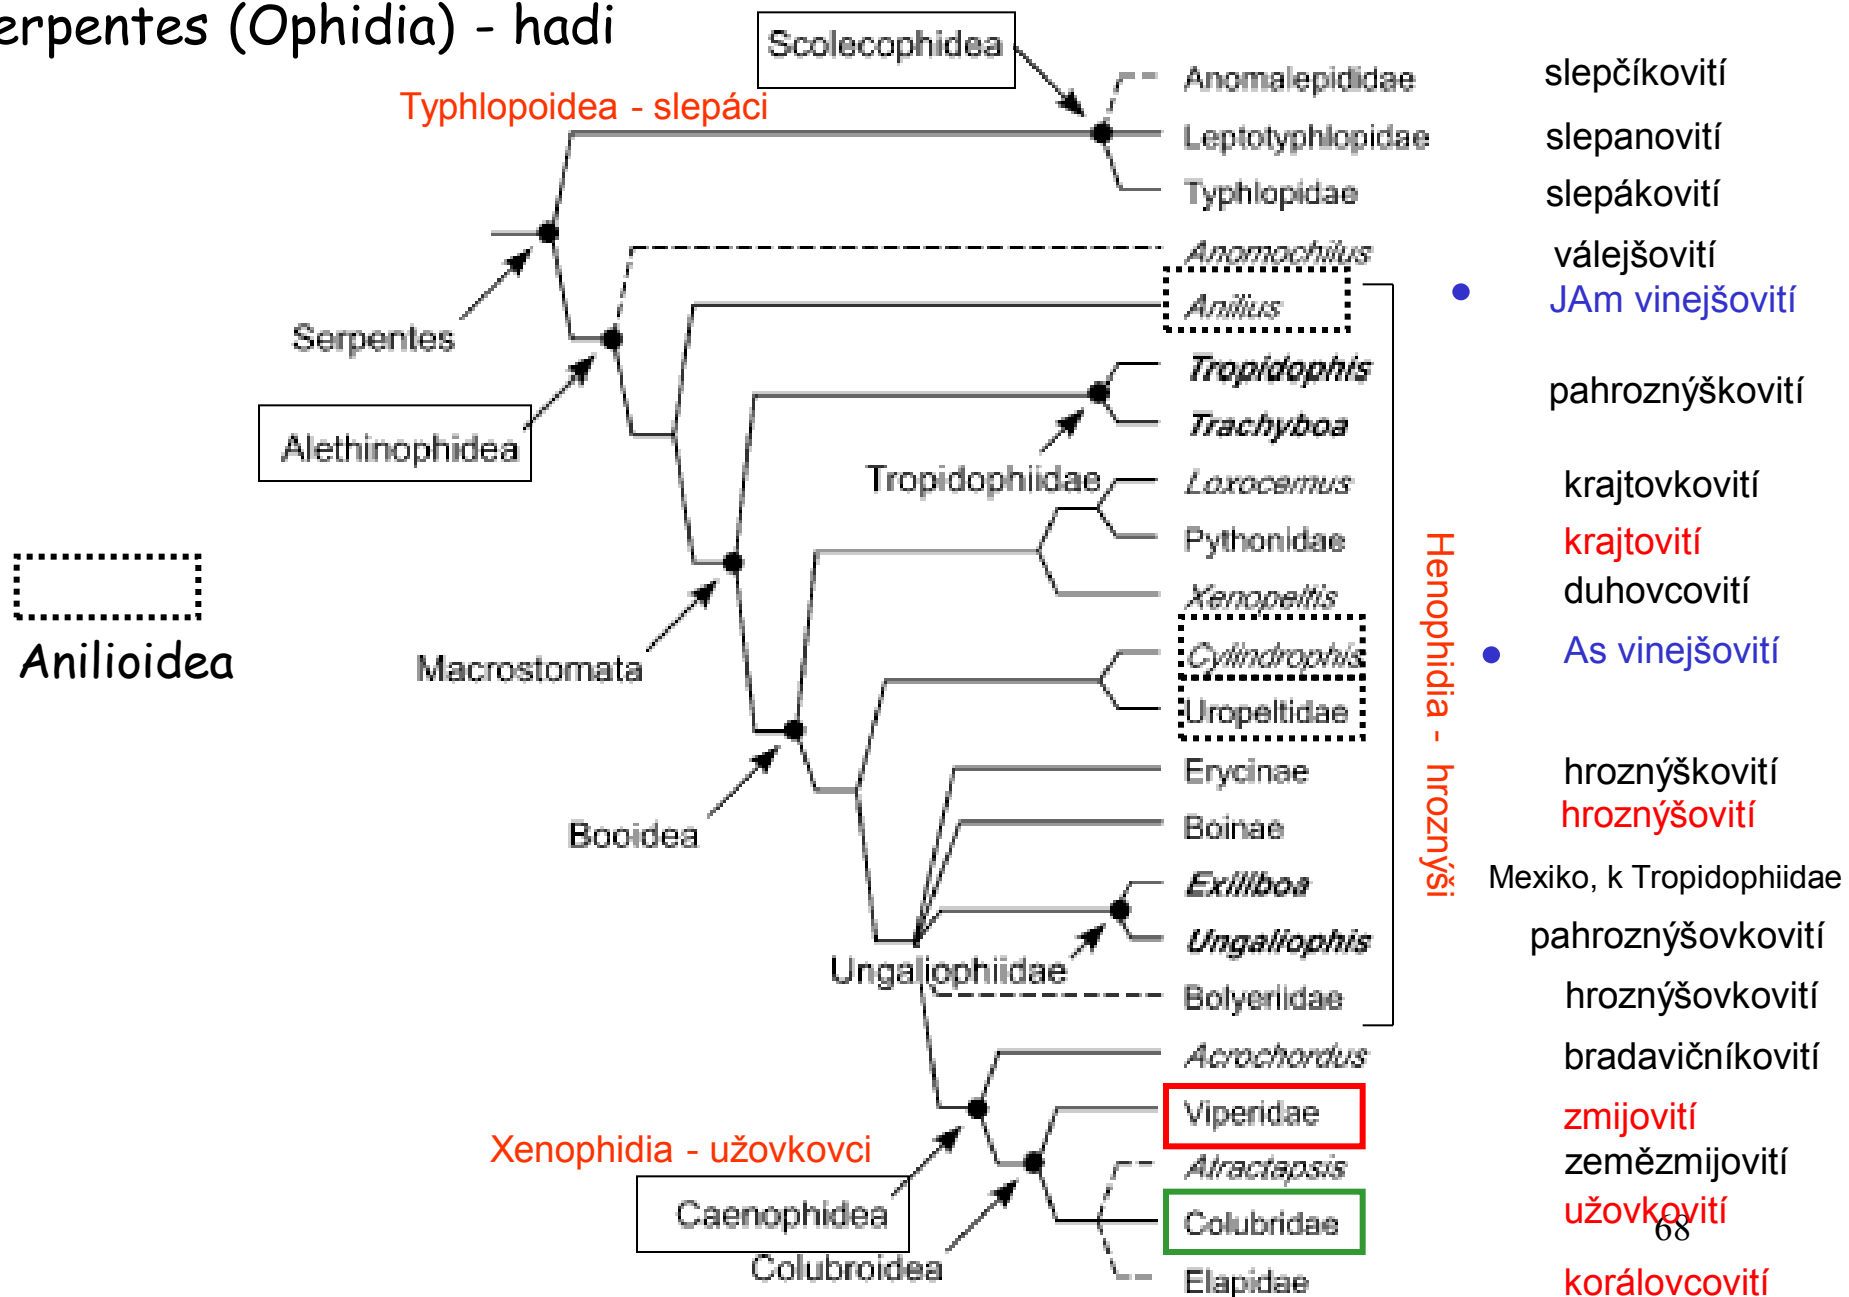 erpentes (Ophidia) - hadi
Scolecophidea
Anomalepididae slepčíkovití
Typhlopoidea - slepáci
Leptotyphlopidae slepanovití
Typhlopidae slepákovití
Anomochilus válejšovití
Anilius JAm vinejšovití
Serpentes
Tropidophis
pahroznýškovití
Trachyboa
Alethinophidea
Tropidophiidae
Loxocemus krajtovkovití
Pythonidae krajtovití
Xenopeltis duhovcovití
Henophidia - hroznýši
Anilioidea
Macrostomata
Cylindrophis As vinejšovití
Uropeltidae
Erycinae hroznýškovití
Booidea
Boinae hroznýšovití
Exiliboa Mexiko, k Tropidophiidae
Ungaliophis pahroznýšovkovití
Ungaliophiidae
Bolyeriidae hroznýšovkovití
Acrochordus bradavičníkovití
Viperidae zmijovití
Xenophidia - užovkovci
Atractapsis zemězmijovití
Caenophidea
Colubridae užovkovití
68
Colubroidea
Elapidae korálovcovití